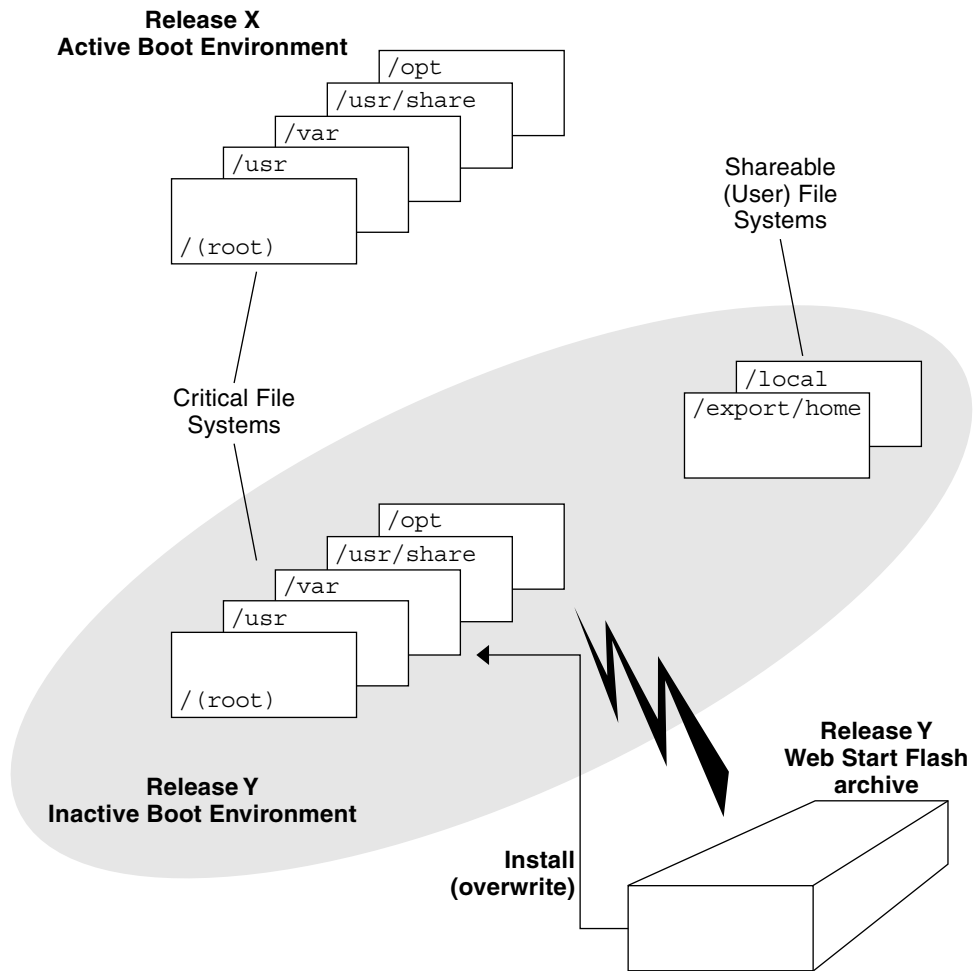 Release X
Active Boot Environment
/opt
/usr/share
/var
/usr
/(root)
Shareable
(User) File
Systems
Critical File
Systems
/local
/export/home
/opt
/usr/share
/var
/usr
/(root)
Release Y
Inactive Boot Environment
Release Y
Web Start Flash
archive
Install
(overwrite)